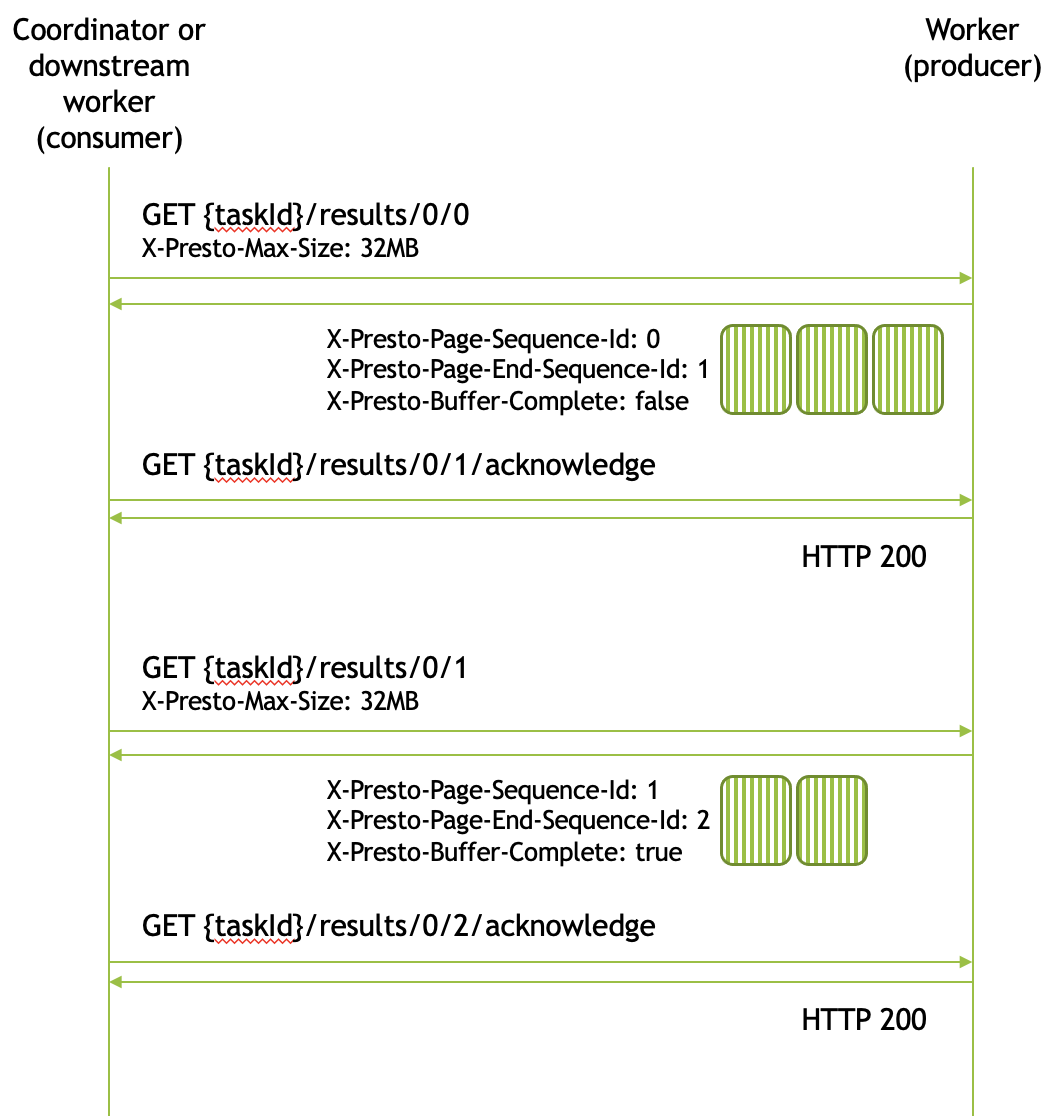 Coordinator or
downstream
worker
(consumer)
Worker
(producer)
GET {taskId}/results/0/0
X-Presto-Max-Size: 32MB
X-Presto-Page-Sequence-Id: 0
X-Presto-Page-End-Sequence-Id: 1
X-Presto-Buffer-Complete: false
GET {taskId}/results/0/1/acknowledge
HTTP 200
GET {taskId}/results/0/1
X-Presto-Max-Size: 32MB
X-Presto-Page-Sequence-Id: 1
X-Presto-Page-End-Sequence-Id: 2
X-Presto-Buffer-Complete: true
GET {taskId}/results/0/2/acknowledge
HTTP 200